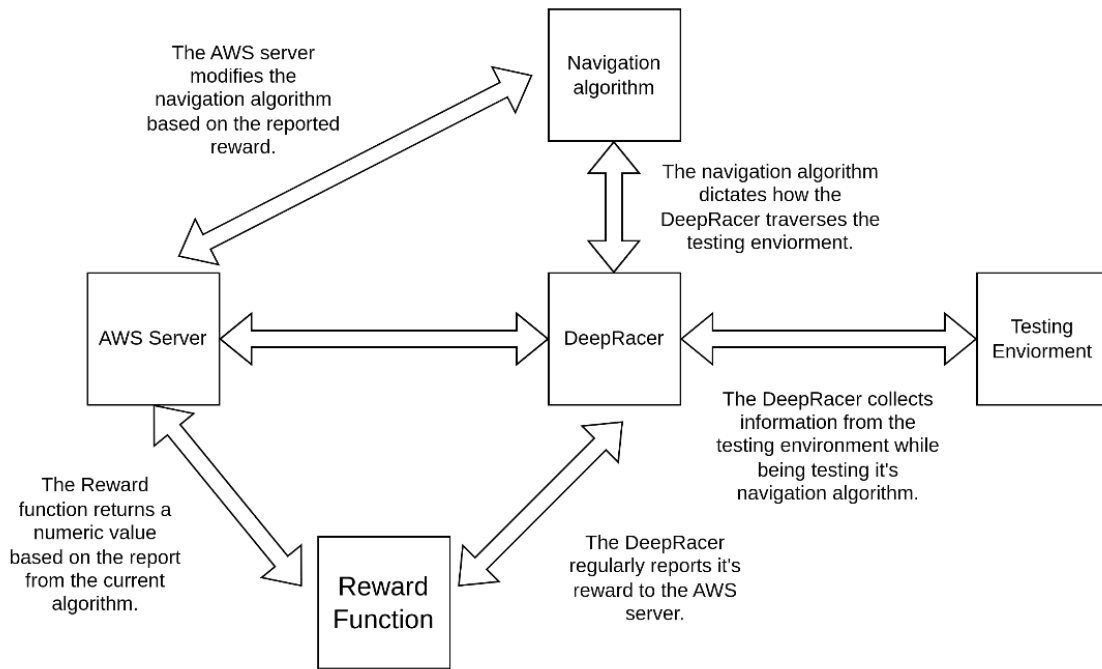 The AWS server
modifies the
navigation algorithm
based on the reported
reward.
Navigation
algorithm
The navigation algorithm
dictates how the
DeepRacer traverses the
testing enviorment.
AWS Server
DeepRacer
Testing
Enviorment
The DeepRacer collects
information from the
testing environment while
being testing it's
navigation algorithm.
The Reward
function returns a
numeric value
based on the report
from the current
algorithm.
Reward
Function
The DeepRacer
regularly reports it's
reward to the AWS
server.